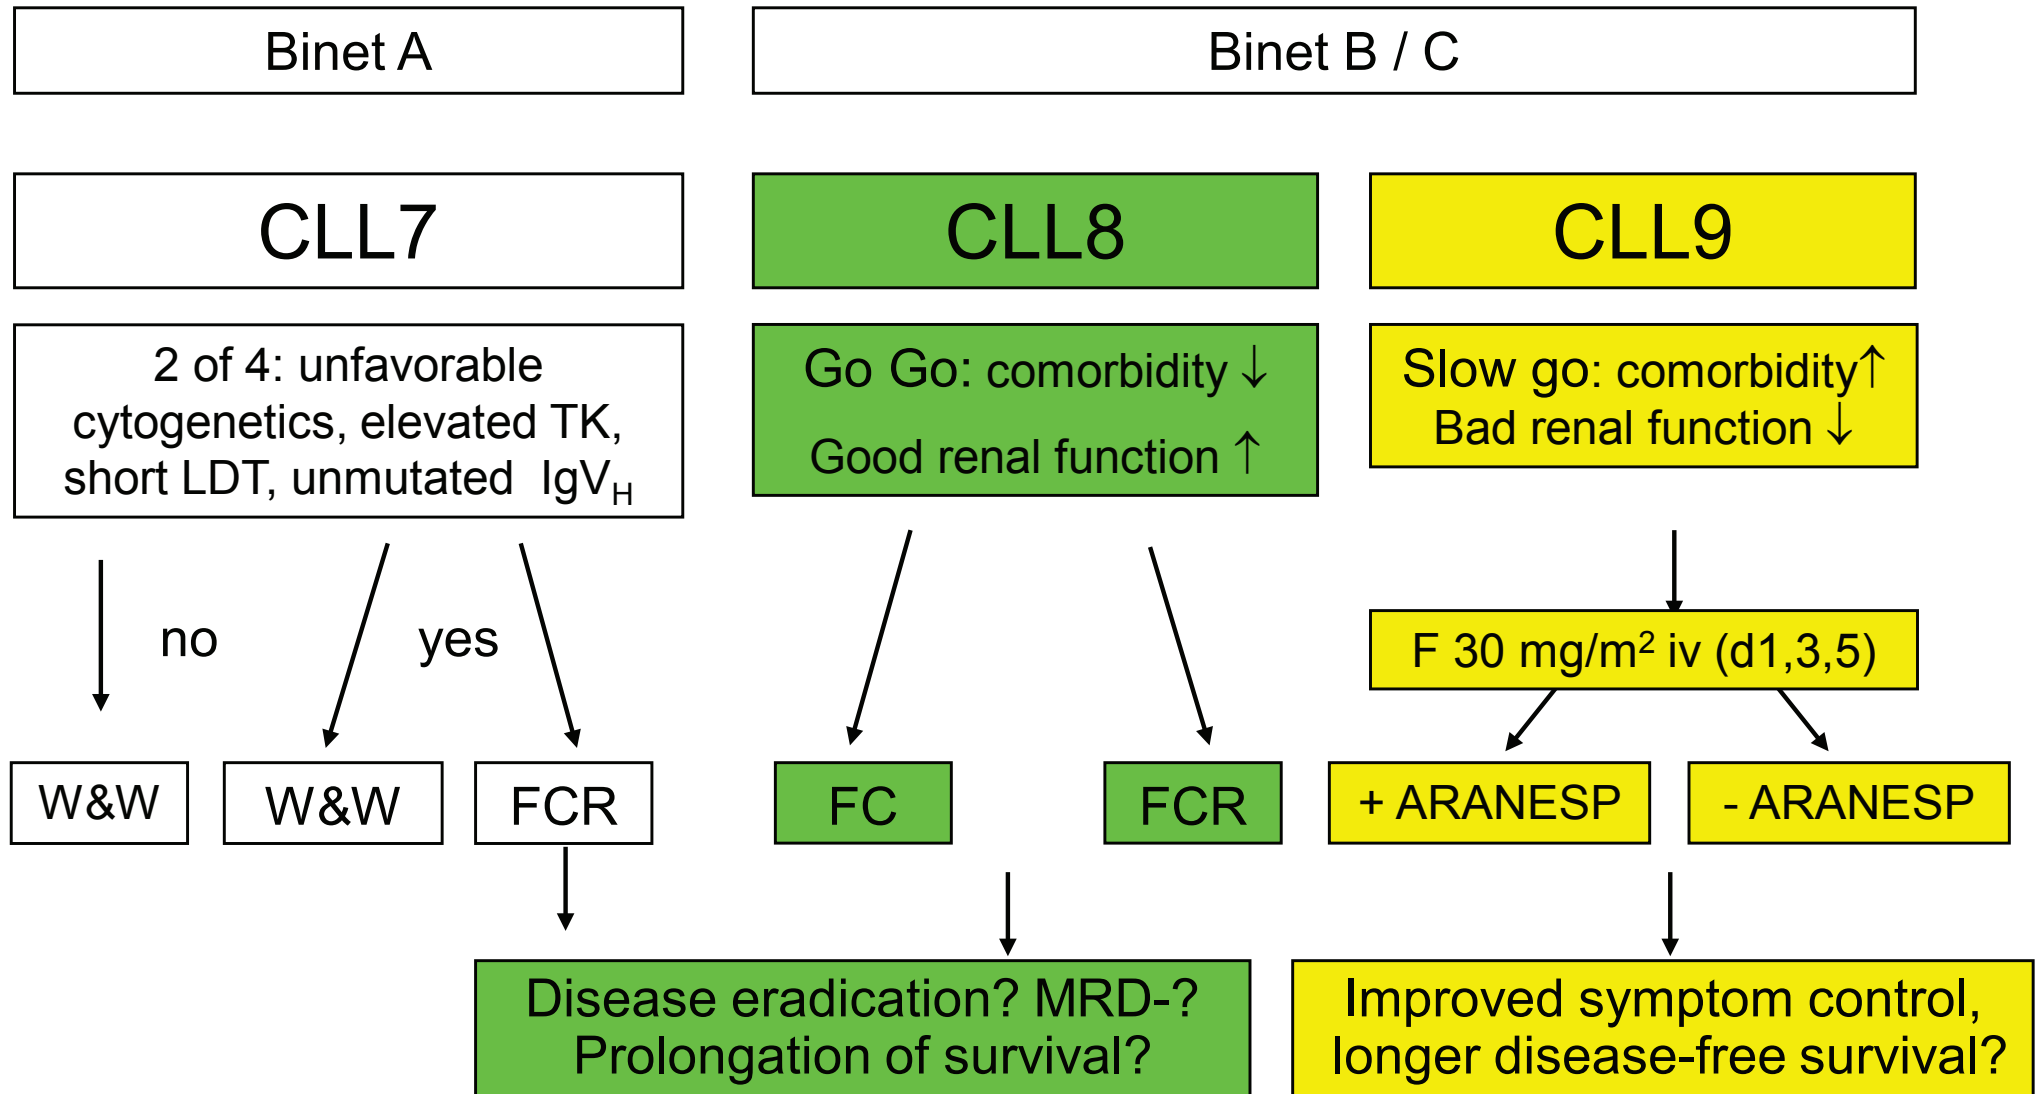 Binet A
Binet B / C
CLL7
CLL8
CLL9
2 of 4: unfavorable
cytogenetics, elevated TK,
short LDT, unmutated IgVH
Go Go: comorbidity ↓
Good renal function ↑
Slow go: comorbidity↑
Bad renal function ↓
no
yes
F 30 mg/m² iv (d1,3,5)
W&W
W&W
FCR
FC
FCR
+ ARANESP
- ARANESP
Disease eradication? MRD-?
Prolongation of survival?
Improved symptom control,
longer disease-free survival?